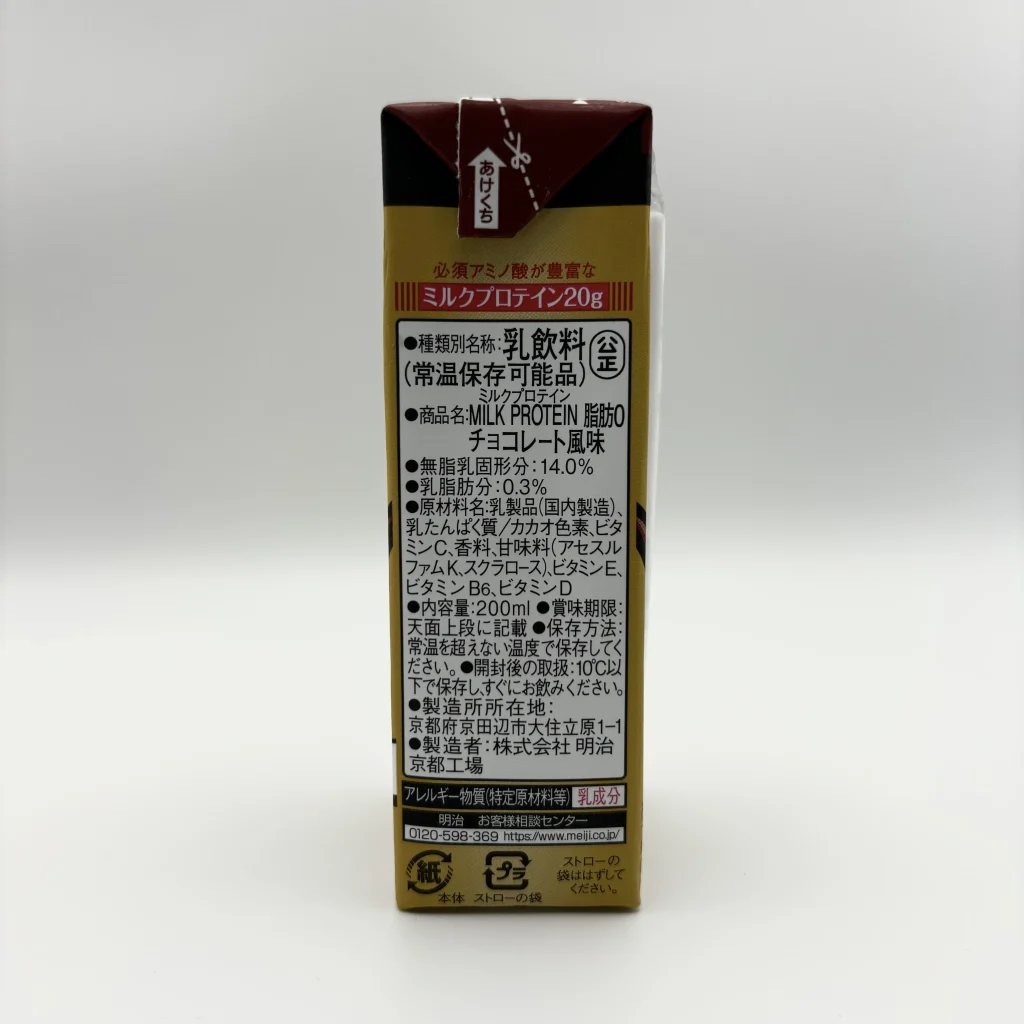 あけくち
必須アミノ酸が豊富な
ミルクプロテイン20g
●種類別名称:乳飲料 公正
(常温保存可能品)
ミルクプロテイン
●商品名:MILK PROTEIN 脂肪0
チョコレート風味
●無脂乳固形分:14.0%
●乳脂肪分:0.3%
●原材料名:乳製品(国内製造)、
乳たんぱく質/カカオ色素、ビタ
ミンC、香料、甘味料(アセスル
ファムK、スクラロース)、ビタミンE、
ビタミンB6、ビタミンD
●内容量:200ml ●賞味期限:
天面上段に記載 ●保存方法:
常温を超えない温度で保存してく
ださい。●開封後の取扱:10℃以
下で保存し、すぐにお飲みください。
●製造所所在地:
京都府京田辺市大住立原1-1
●製造者:株式会社 明治
京都工場
アレルギー物質(特定原材料等) 乳成分
明治 お客様相談センター
0120-598-369 https://www.meiji.co.jp/
紙 プラ
本体 ストローの袋
ストローの
袋ははずして
ください。